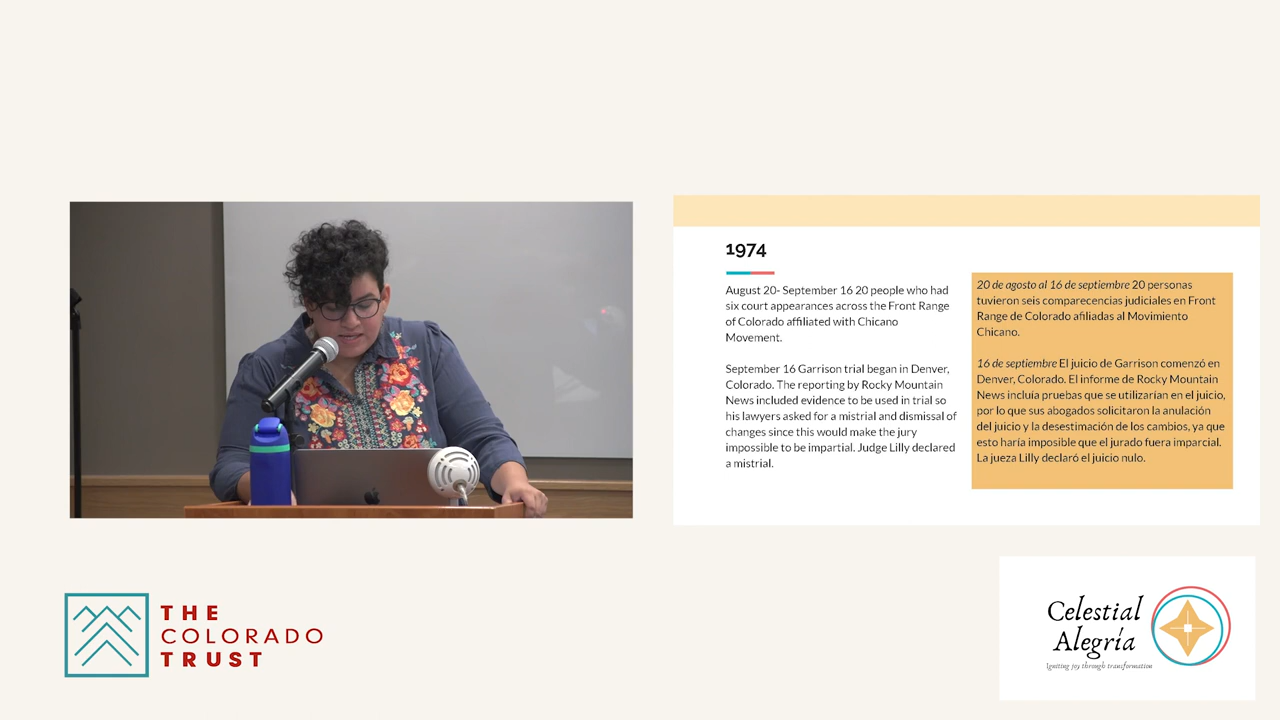 1974
August 20- September 16 20 people who had
six court appearances across the Front Range
of Colorado affiliated with Chicano
Movement.
September 16 Garrison trial began in Denver,
Colorado. The reporting by Rocky Mountain
News included evidence to be used in trial so
his lawyers asked for a mistrial and dismissal of
changes since this would make the jury
impossible to be impartial. Judge Lilly declared
a mistrial.
20 de agosto al 16 de septiembre 20 personas
tuvieron seis comparecencias judiciales en Front
Range de Colorado afiliadas al Movimiento
Chicano.
16 de septiembre El juicio de Garrison comenzó en
Denver, Colorado. El informe de Rocky Mountain
News incluía pruebas que se utilizarían en el juicio,
por lo que sus abogados solicitaron la anulación
del juicio y la desestimación de los cambios, ya que
esto haría imposible que el jurado fuera imparcial.
La jueza Lilly declaró el juicio nulo.
THE
COLORADO
TRUST
Celestial
Alegría
Igniting joy through transformation